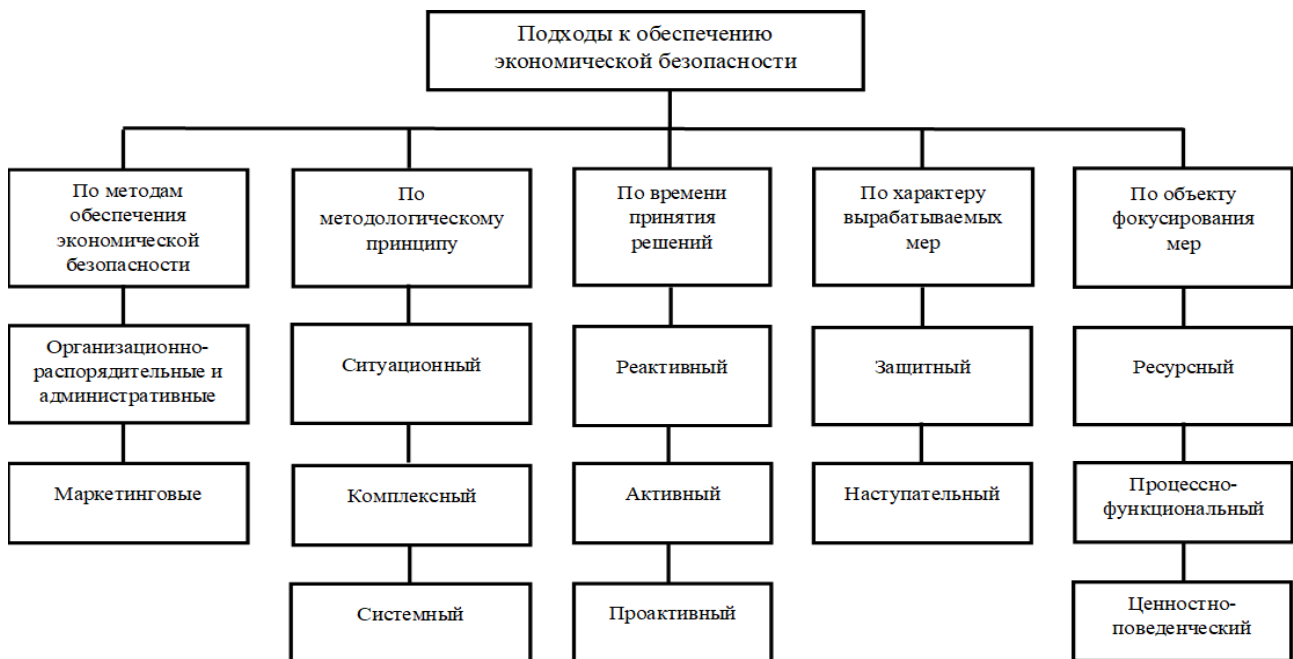 Подходы к обеспечению
экономической безопасности
По методам
обеспечения
экономической
безопасности
По
методологическому
принципу
По времени
принятия
решений
По характеру
вырабатываемых
мер
По объекту
фокусирования
мер
Организационно-
распорядительные и
административные
Ситуационный
Реактивный
Защитный
Ресурсный
Маркетинговые
Комплексный
Активный
Наступательный
Процессно-
функциональный
Системный
Проактивный
Ценностно-
поведенческий